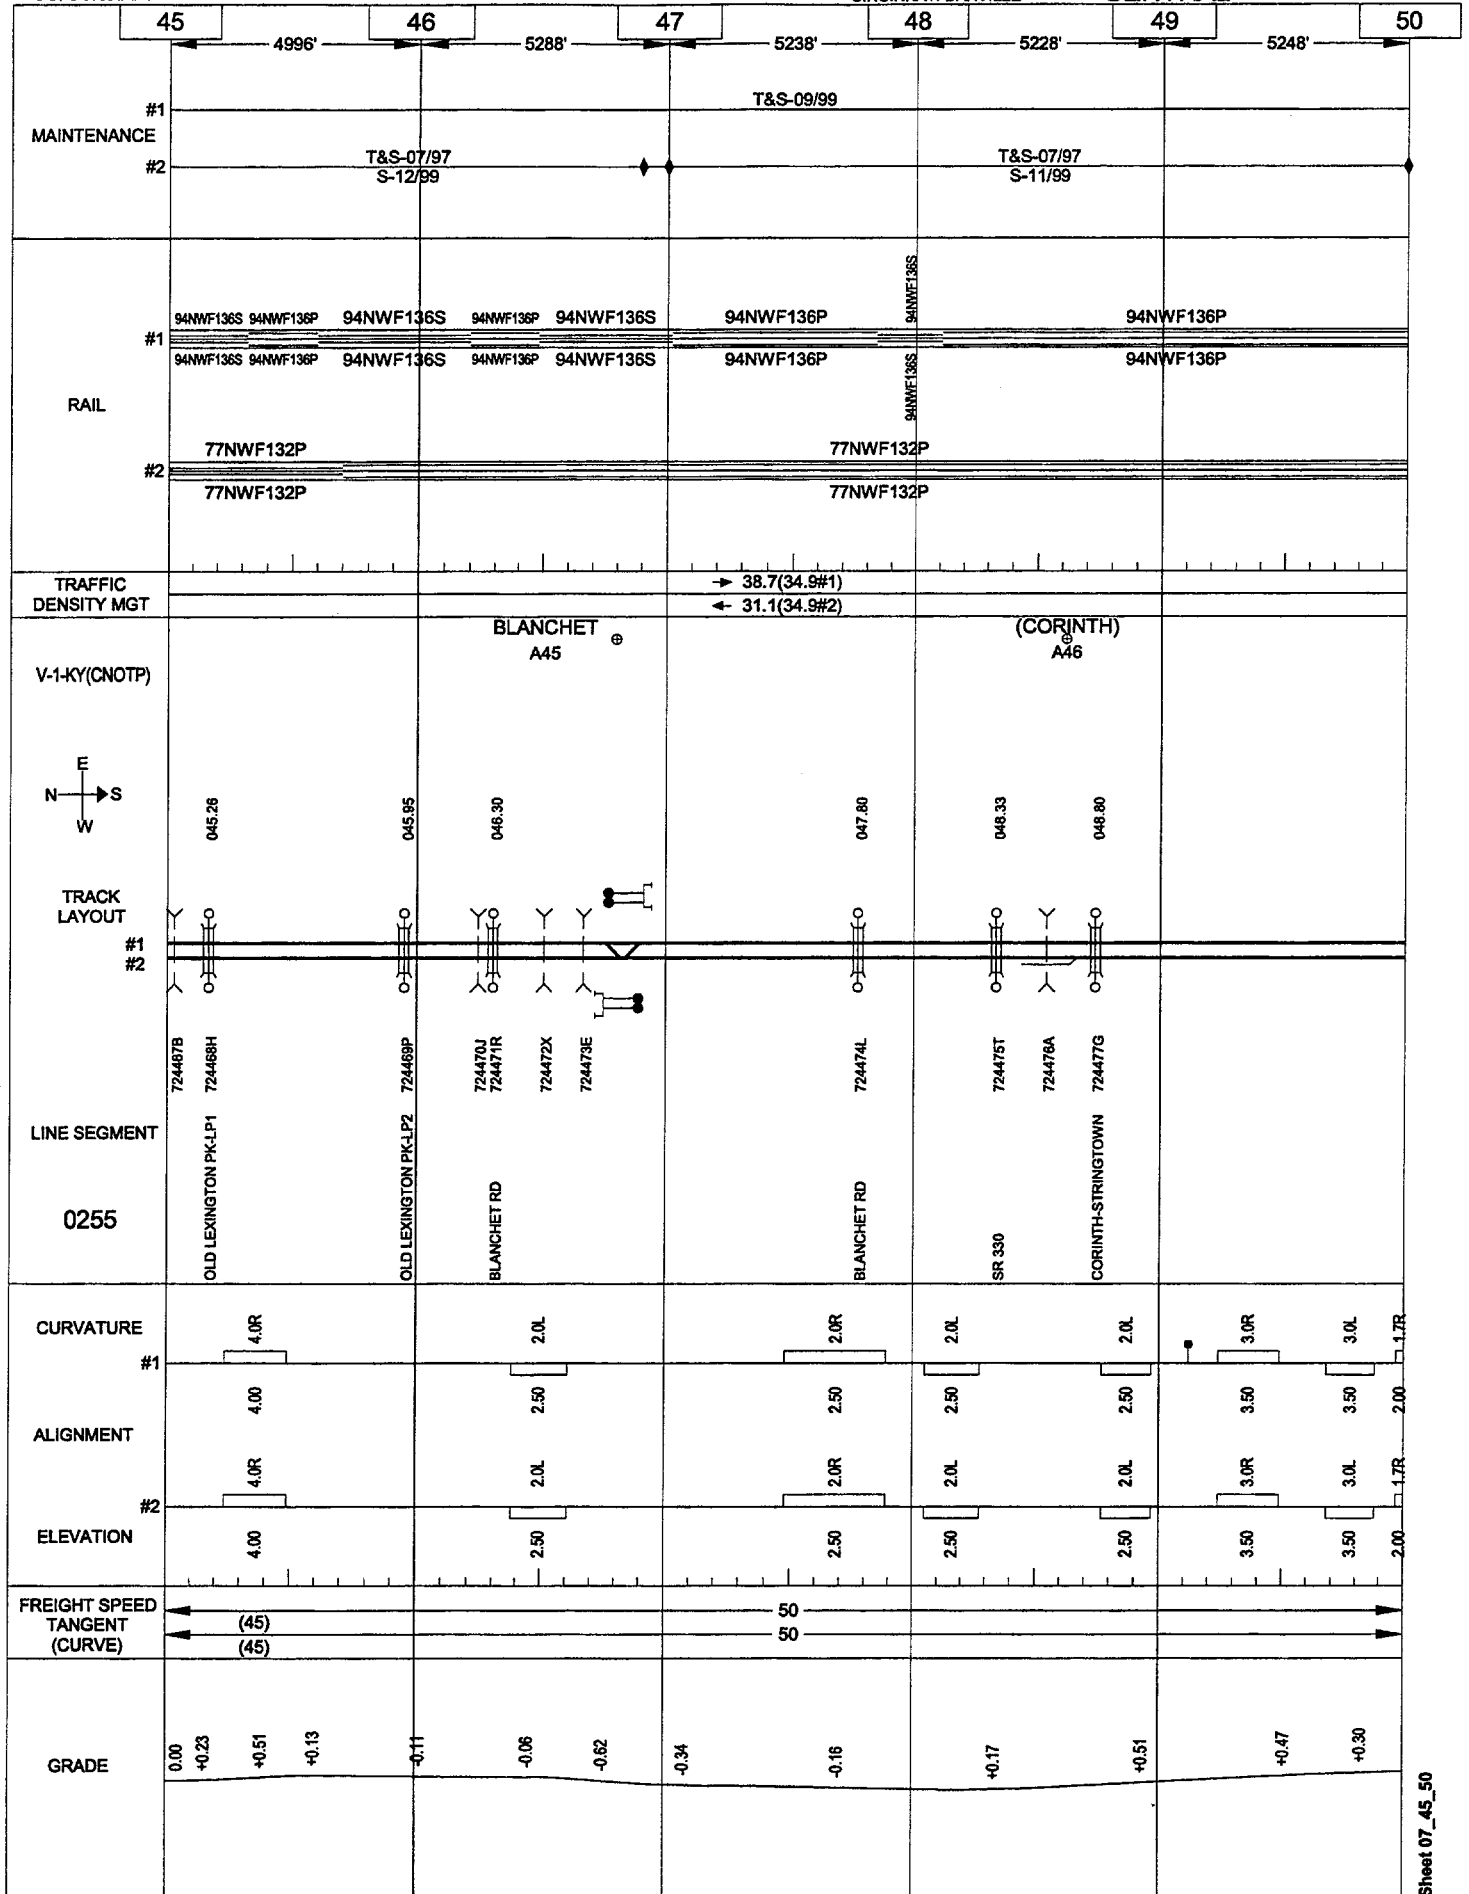 45 46 47 48 49 50
4996' 5288' 5238' 5228' 5248'
#1 T&S-09/99
MAINTENANCE
#2 T&S-07/97 T&S-07/97
S-12/99 S-11/99
94NWF136S
94NWF136S 94NWF136P 94NWF136S 94NWF136P 94NWF136S 94NWF136P 94NWF136P
#1
94NWF136S 94NWF136P 94NWF136S 94NWF136P 94NWF136S 94NWF136P 94NWF136P
94NWF136S
RAIL
77NWF132P 77NWF132P
#2
77NWF132P 77NWF132P
TRAFFIC
DENSITY MGT
38.7(34.9#1)
31.1(34.9#2)
BLANCHET (CORINTH)
A45 A46
V-1-KY(CNOTP)
E
N S
W
045.26 045.95 046.30 047.80 048.33 048.80
TRACK
LAYOUT
#1
#2
724467B 724468H 724469P 724470J 724471R 724472X 724473E 724474L 724475T 724476A 724477G
LINE SEGMENT
0255
OLD LEXINGTON PK-LP1 OLD LEXINGTON PK-LP2 BLANCHET RD BLANCHET RD SR 330 CORINTH-STRINGTOWN
CURVATURE
4.0R 2.0L 2.0R 2.0L 2.0L 3.0R 3.0L 1.7R
#1
4.00 2.50 2.50 2.50 2.50 3.50 3.50 2.00
ALIGNMENT
4.0R 2.0L 2.0R 2.0L 2.0L 3.0R 3.0L 1.7R
#2
ELEVATION
4.00 2.50 2.50 2.50 2.50 3.50 3.50 2.00
FREIGHT SPEED
TANGENT
(CURVE)
50
(45)
50
(45)
GRADE
0.00 +0.23 +0.51 +0.13 -0.11 -0.06 -0.62 -0.34 -0.16 +0.17 +0.51 +0.47 +0.30
Sheet 07_45_50